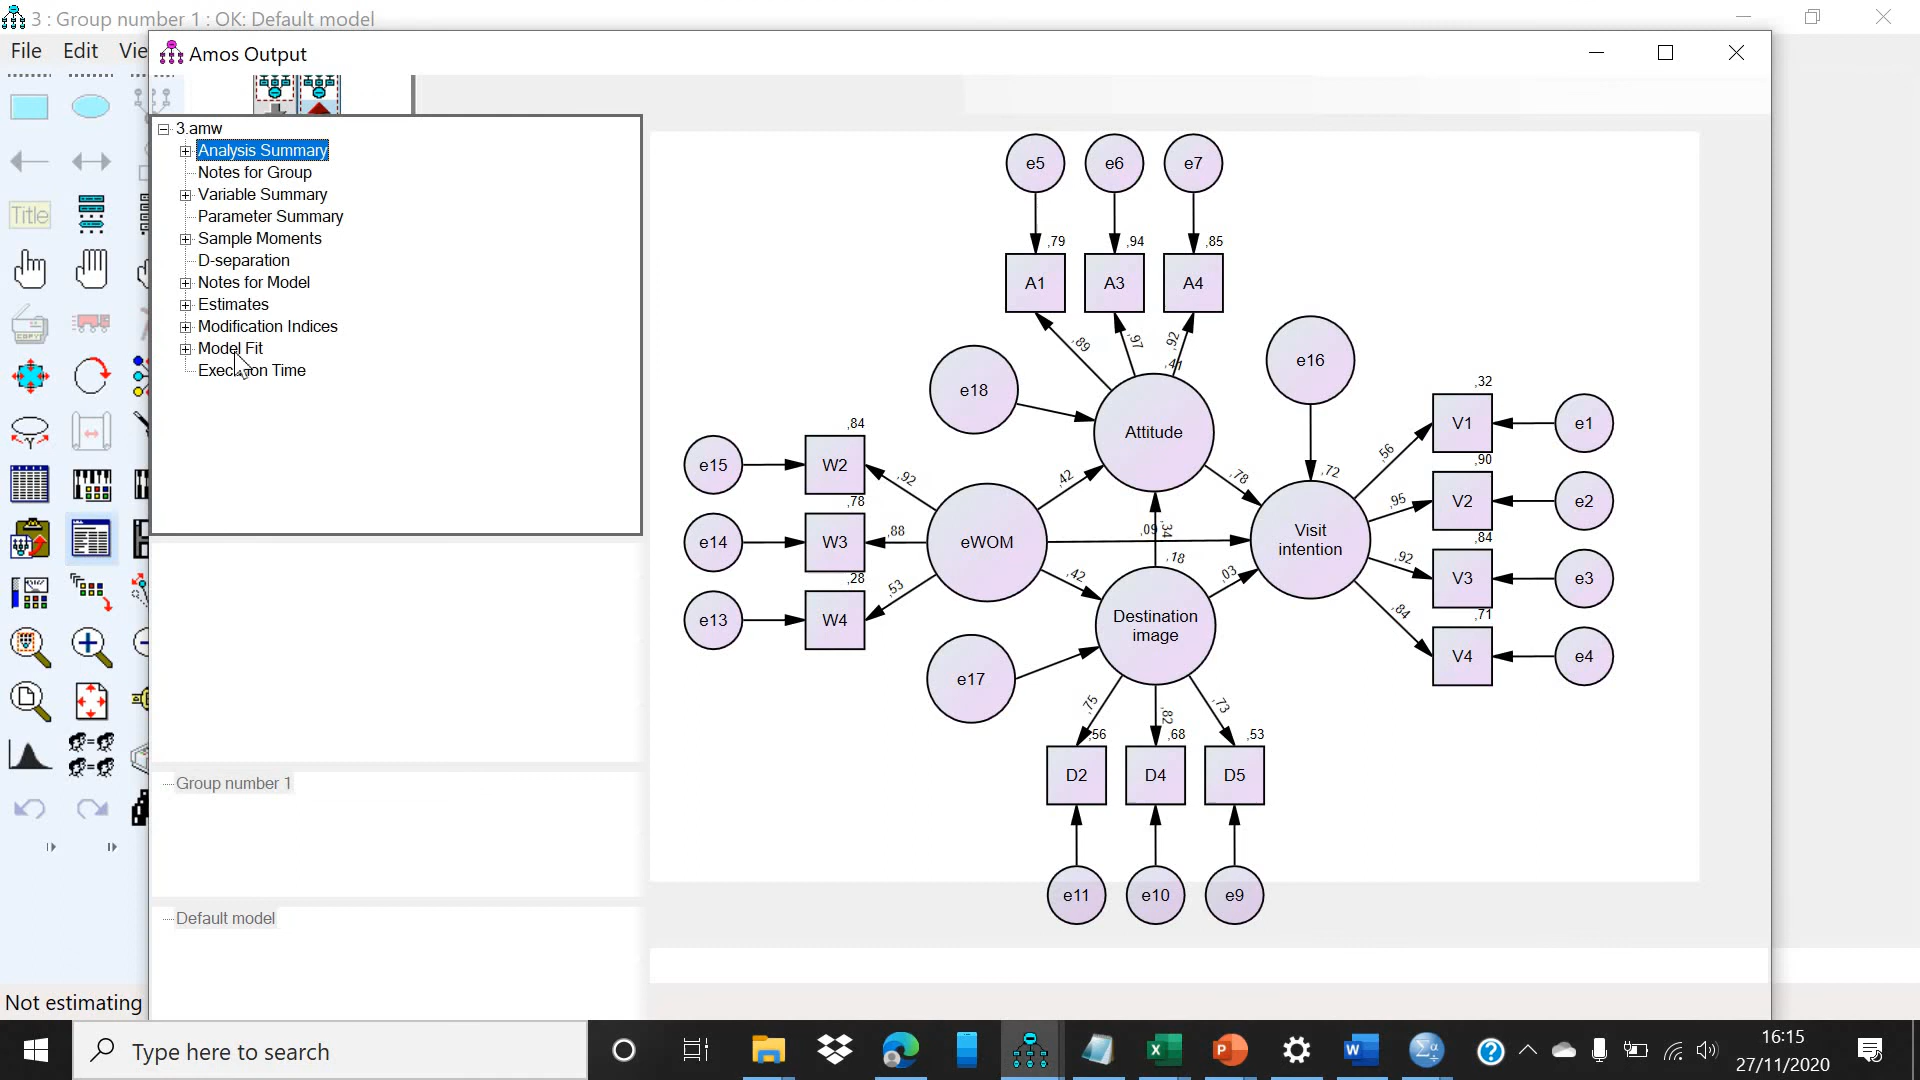 3 : Group number 1 : OK: Default model
File Edit Vie
Amos Output
Title
3.amw
Analysis Summary
Notes for Group
Variable Summary
Parameter Summary
Sample Moments
D-separation
Notes for Model
Estimates
Modification Indices
Model Fit
Execution Time
Group number 1
Default model
Not estimating
e5 e6 e7
,79 ,94 ,85
A1 A3 A4
,89 ,97 ,92
,41
e18
Attitude
e16
,32
V1 e1
,56
,90
V2 e2
,95
,84
V3 e3
,92
,71
V4 e4
,84
,84
e15 W2
,92
,78
e14 W3
,88
,28
e13 W4
,53
eWOM
,42
,78
,72
Visit
intention
,09
,34
,18
,42
,03
Destination
image
e17
,75 ,82 ,73
,56 ,68 ,53
D2 D4 D5
e11 e10 e9
Type here to search
16:15
27/11/2020